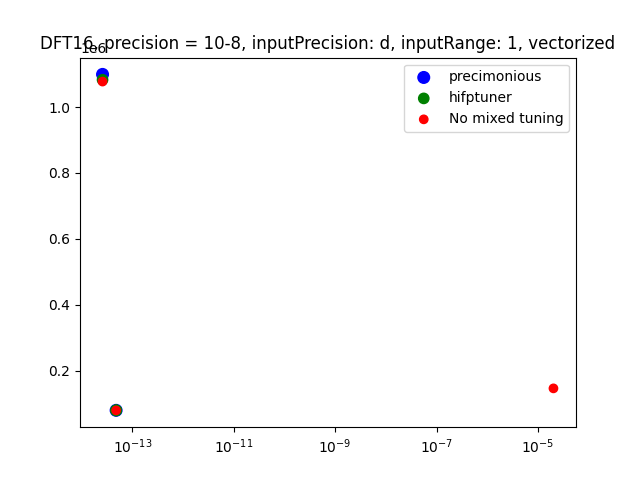 DFT16, precision = 10-8, inputPrecision: d, inputRange: 1, vectorized
1e6
precimonious
hifptuner
No mixed tuning
1.0
0.8
0.6
0.4
0.2
10⁻¹³ 10⁻¹¹ 10⁻⁹ 10⁻⁷ 10⁻⁵